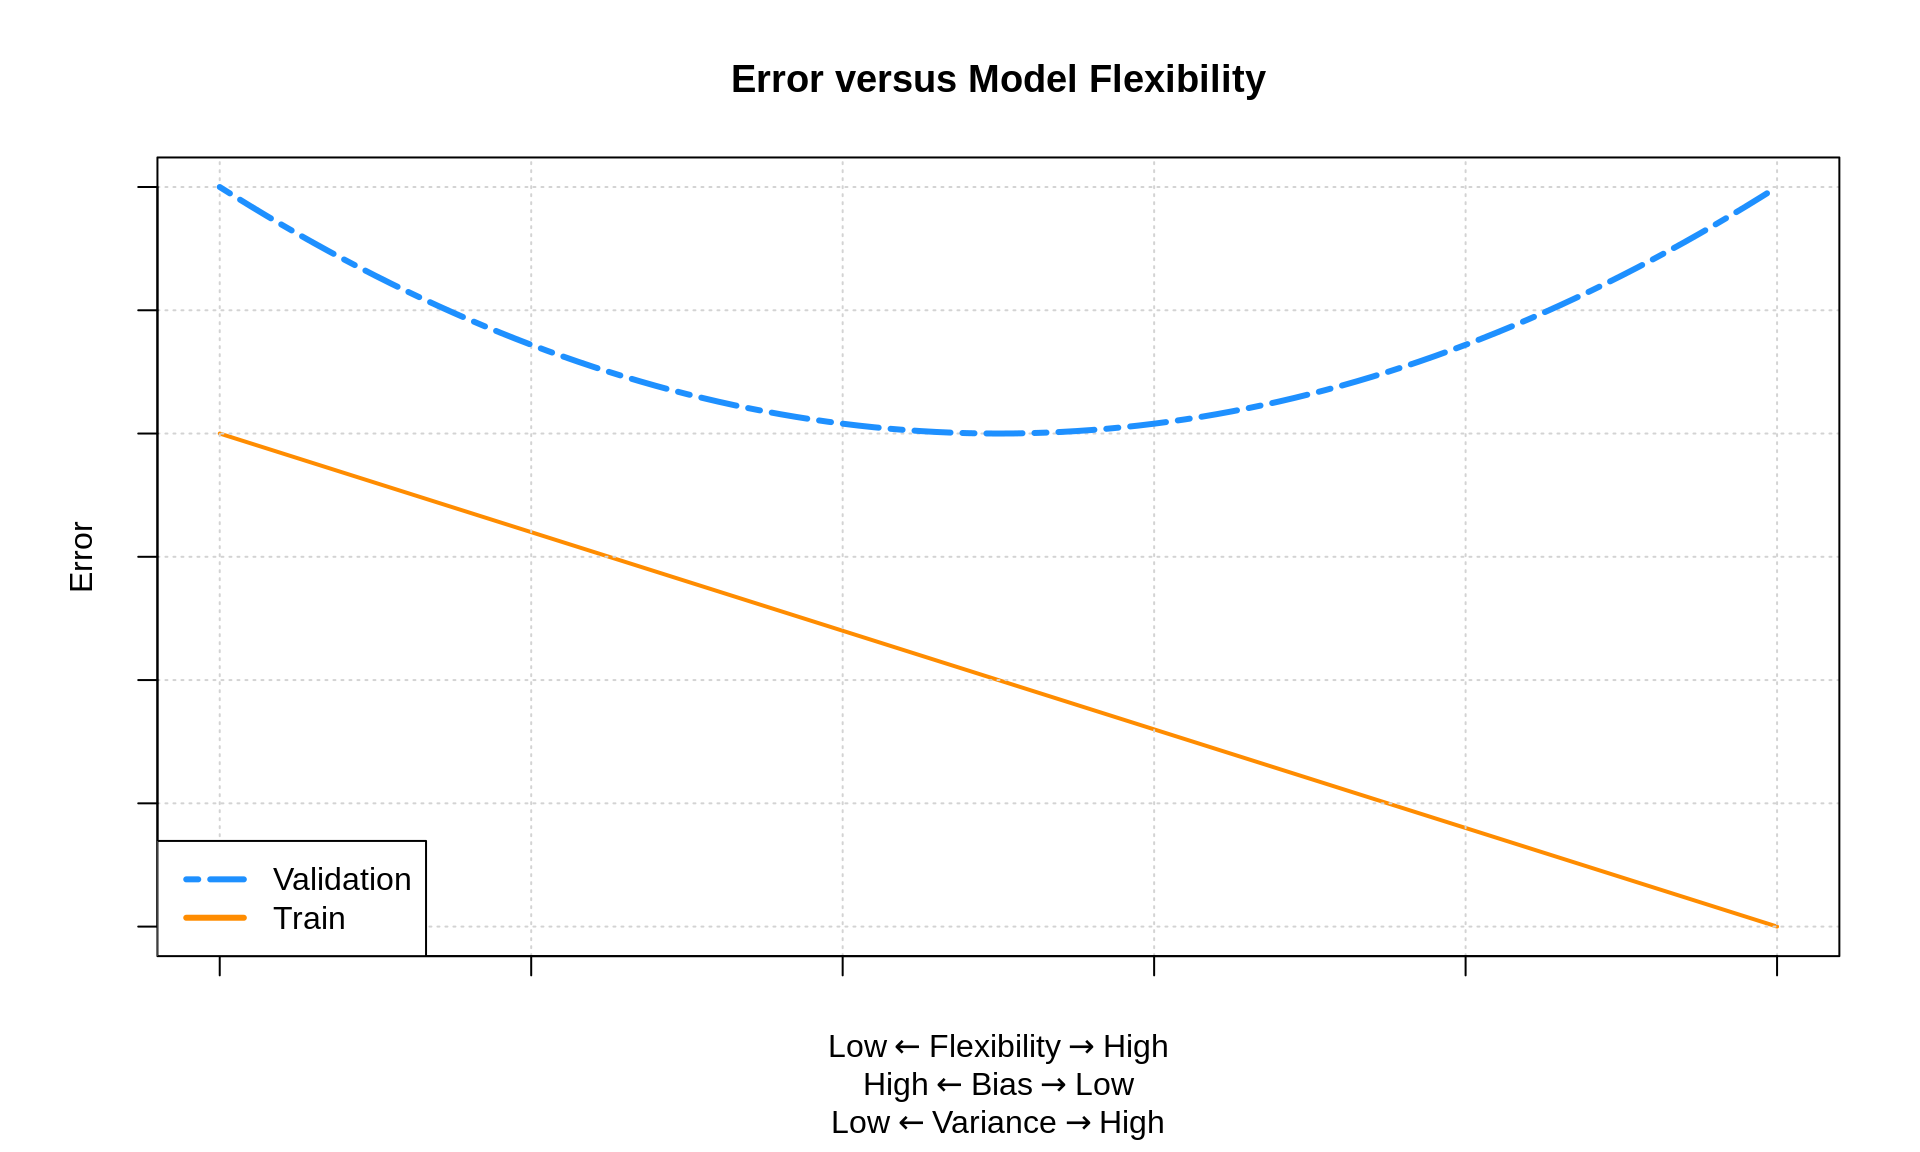 Error versus Model Flexibility
Error
Validation
Train
Low ← Flexibility → High
High ← Bias → Low
Low ← Variance → High